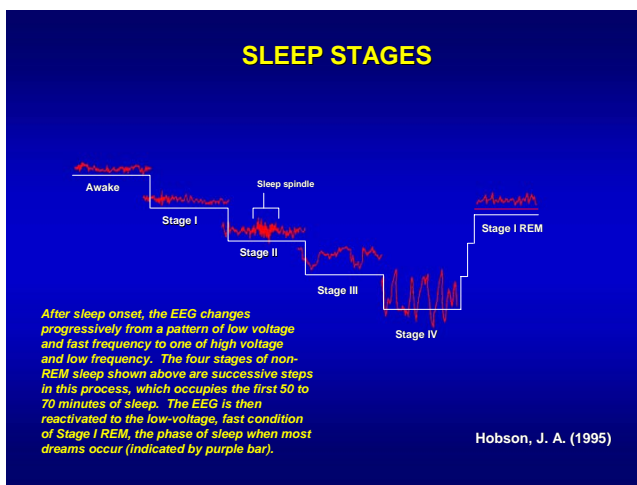 SLEEP STAGES
Sleep spindle
Awake
Stage I
Stage I REM
Stage II
Stage III
Stage IV
After sleep onset, the EEG changes
progressively from a pattern of low voltage
and fast frequency to one of high voltage
and low frequency.  The four stages of non-
REM sleep shown above are successive steps
in this process, which occupies the first 50 to
70 minutes of sleep.  The EEG is then
reactivated to the low-voltage, fast condition
of Stage I REM, the phase of sleep when most
dreams occur (indicated by purple bar).
Hobson, J. A. (1995)